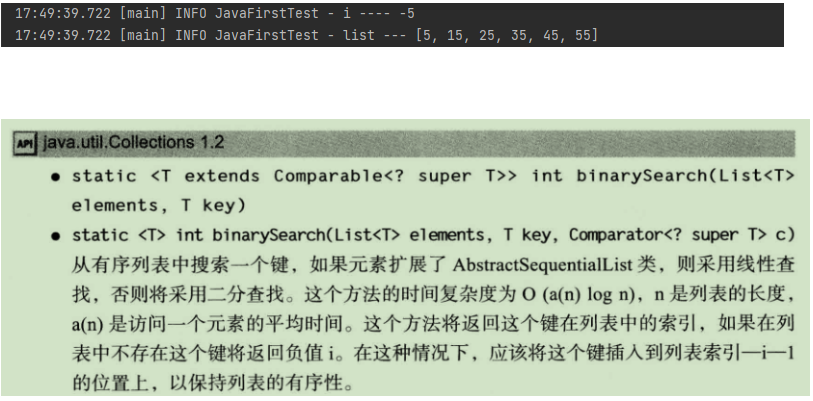 17:49:39.722 [main] INFO JavaFirstTest - i ---- -5
17:49:39.722 [main] INFO JavaFirstTest - list --- [5, 15, 25, 35, 45, 55]
API java.util.Collections 1.2
● static <T extends Comparable<? super T>> int binarySearch(List<T>
elements, T key)
● static <T> int binarySearch(List<T> elements, T key, Comparator<? super T> c)
从有序列表中搜索一个键，如果元素扩展了 AbstractSequentialList 类，则采用线性查
找，否则将采用二分查找。这个方法的时间复杂度为 O (a(n) log n)，n 是列表的长度，
a(n) 是访问一个元素的平均时间。这个方法将返回这个键在列表中的索引，如果在列
表中不存在这个键将返回负值 i。在这种情况下，应该将这个键插入到列表索引—i—1
的位置上，以保持列表的有序性。